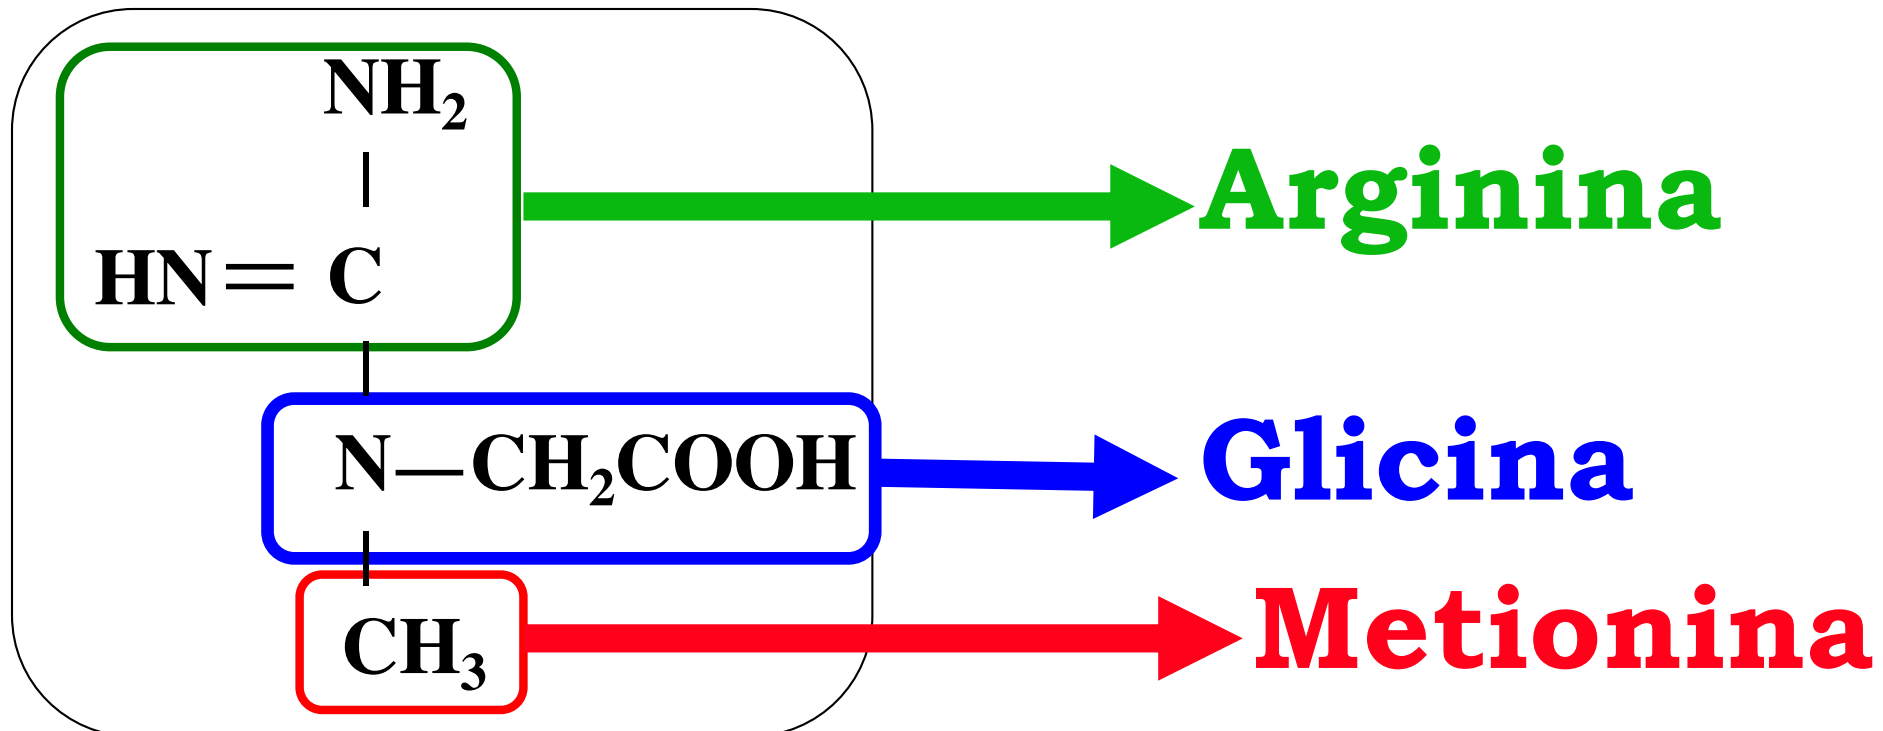 NH₂
Arginina
HN═ C
N—CH₂COOH
Glicina
CH₃
Metionina